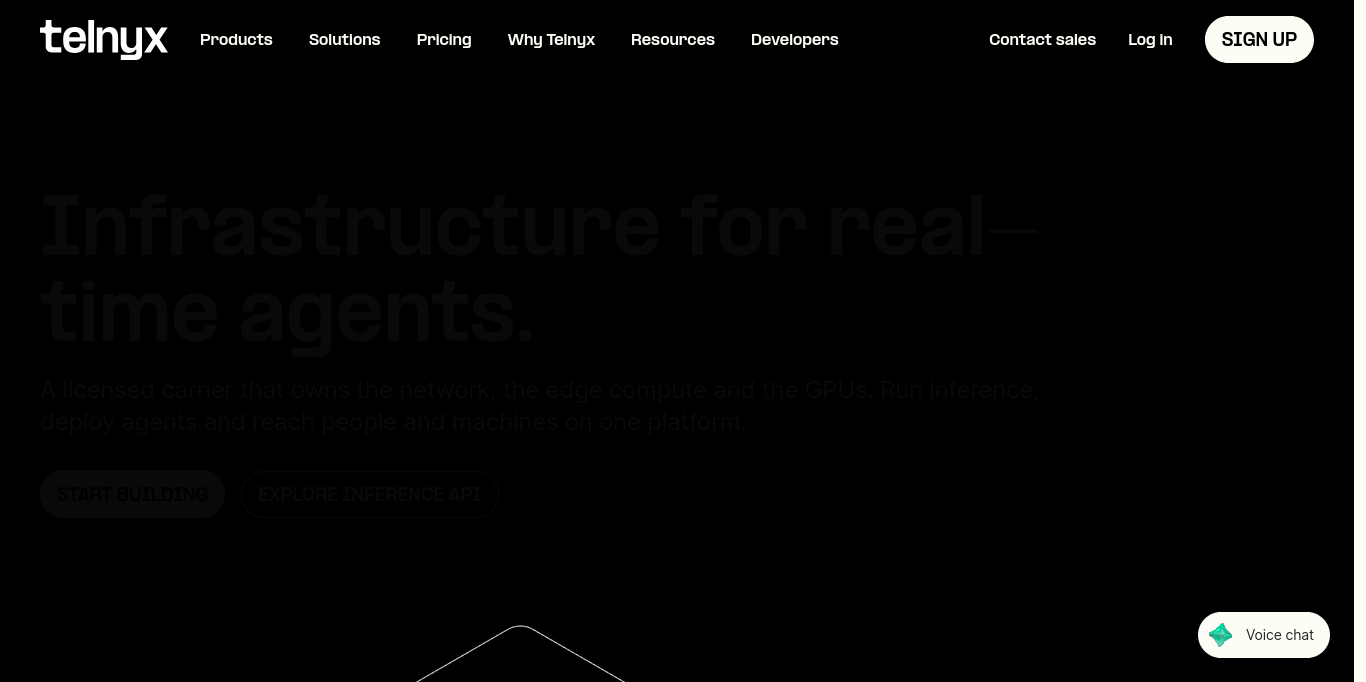 telnyx
Products
Solutions
Pricing
Why Telnyx
Resources
Developers
Contact sales
Log in
SIGN UP
Infrastructure for real-
time agents.
A licensed carrier that owns the network, the edge compute and the GPUs. Run inference,
deploy agents and reach people and machines on one platform.
START BUILDING
EXPLORE INFERENCE API
Voice chat